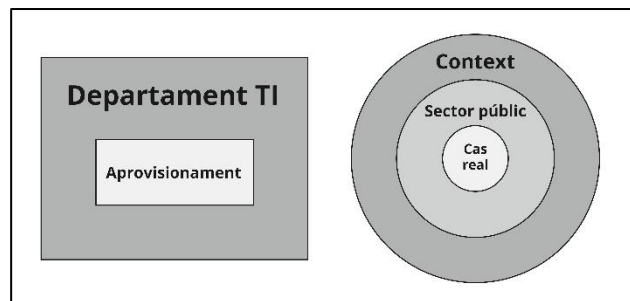 Departament TI
Aprovisionament
Context
Sector públic
Cas
real